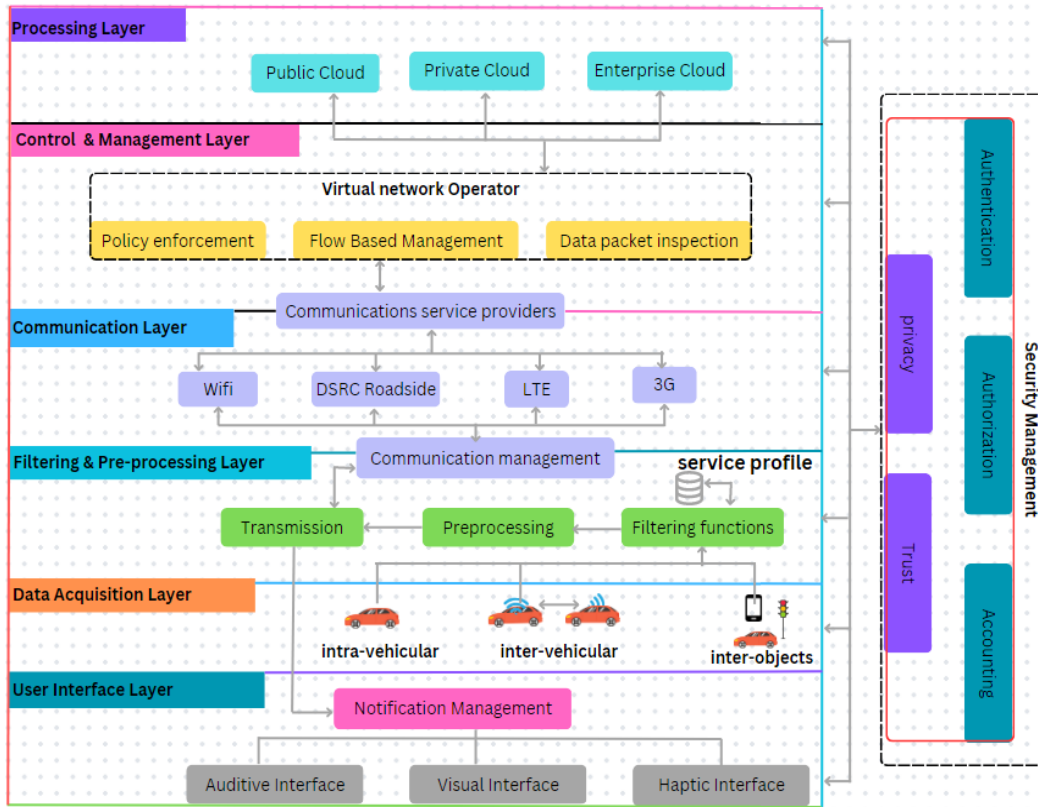 Processing Layer
Public Cloud
Private Cloud
Enterprise Cloud
Control & Management Layer
Virtual network Operator
Policy enforcement
Flow Based Management
Data packet inspection
Communications service providers
Communication Layer
Wifi
DSRC Roadside
LTE
3G
Filtering & Pre-processing Layer
Communication management
service profile
Transmission
Preprocessing
Filtering functions
Data Acquisition Layer
intra-vehicular
inter-vehicular
inter-objects
User Interface Layer
Notification Management
Auditive Interface
Visual Interface
Haptic Interface
privacy
Trust
Authentication
Authorization
Accounting
Security Management